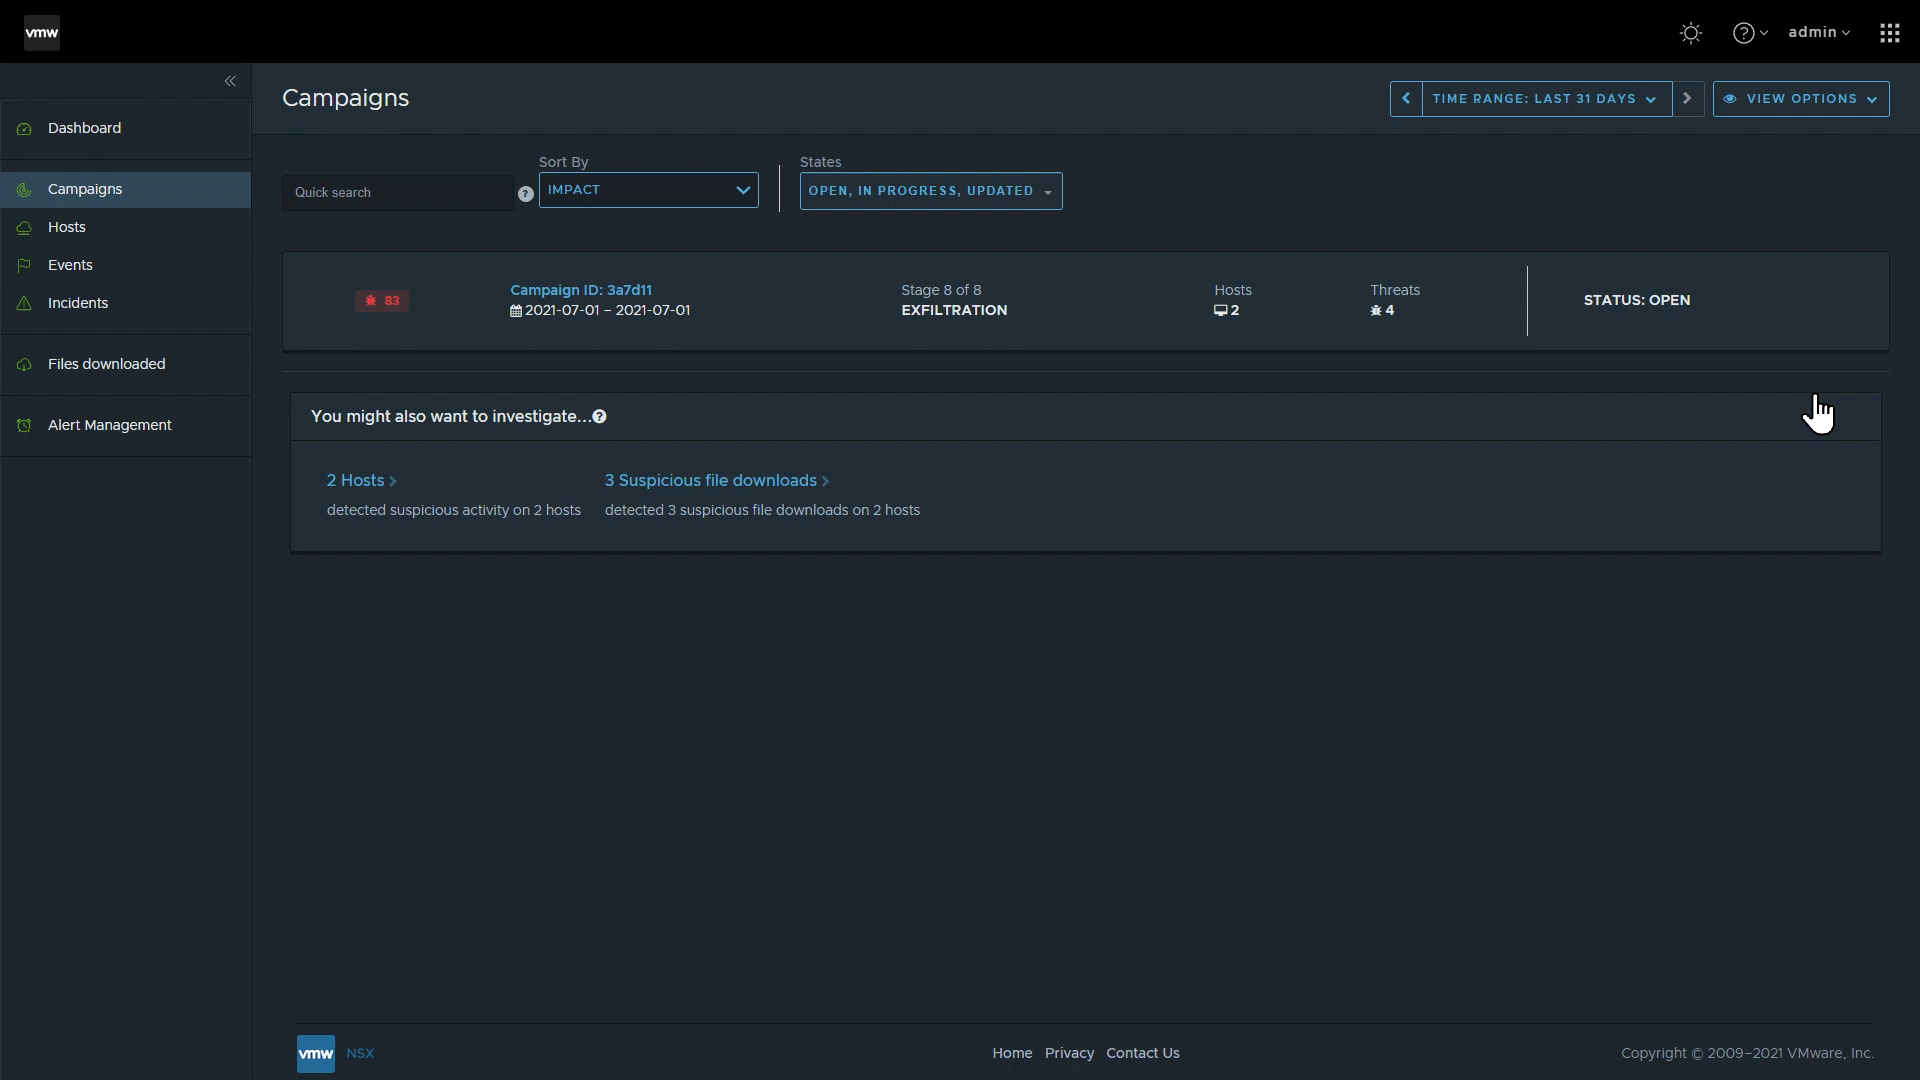 vmw
admin
Campaigns
TIME RANGE: LAST 31 DAYS
VIEW OPTIONS
Dashboard
Campaigns
Hosts
Events
Incidents
Files downloaded
Alert Management
Quick search
?
Sort By
IMPACT
States
OPEN, IN PROGRESS, UPDATED
83
Campaign ID: 3a7d11
2021-07-01 – 2021-07-01
Stage 8 of 8
EXFILTRATION
Hosts
2
Threats
4
STATUS: OPEN
You might also want to investigate...?
2 Hosts
detected suspicious activity on 2 hosts
3 Suspicious file downloads
detected 3 suspicious file downloads on 2 hosts
vmw NSX
Home Privacy Contact Us
Copyright © 2009–2021 VMware, Inc.